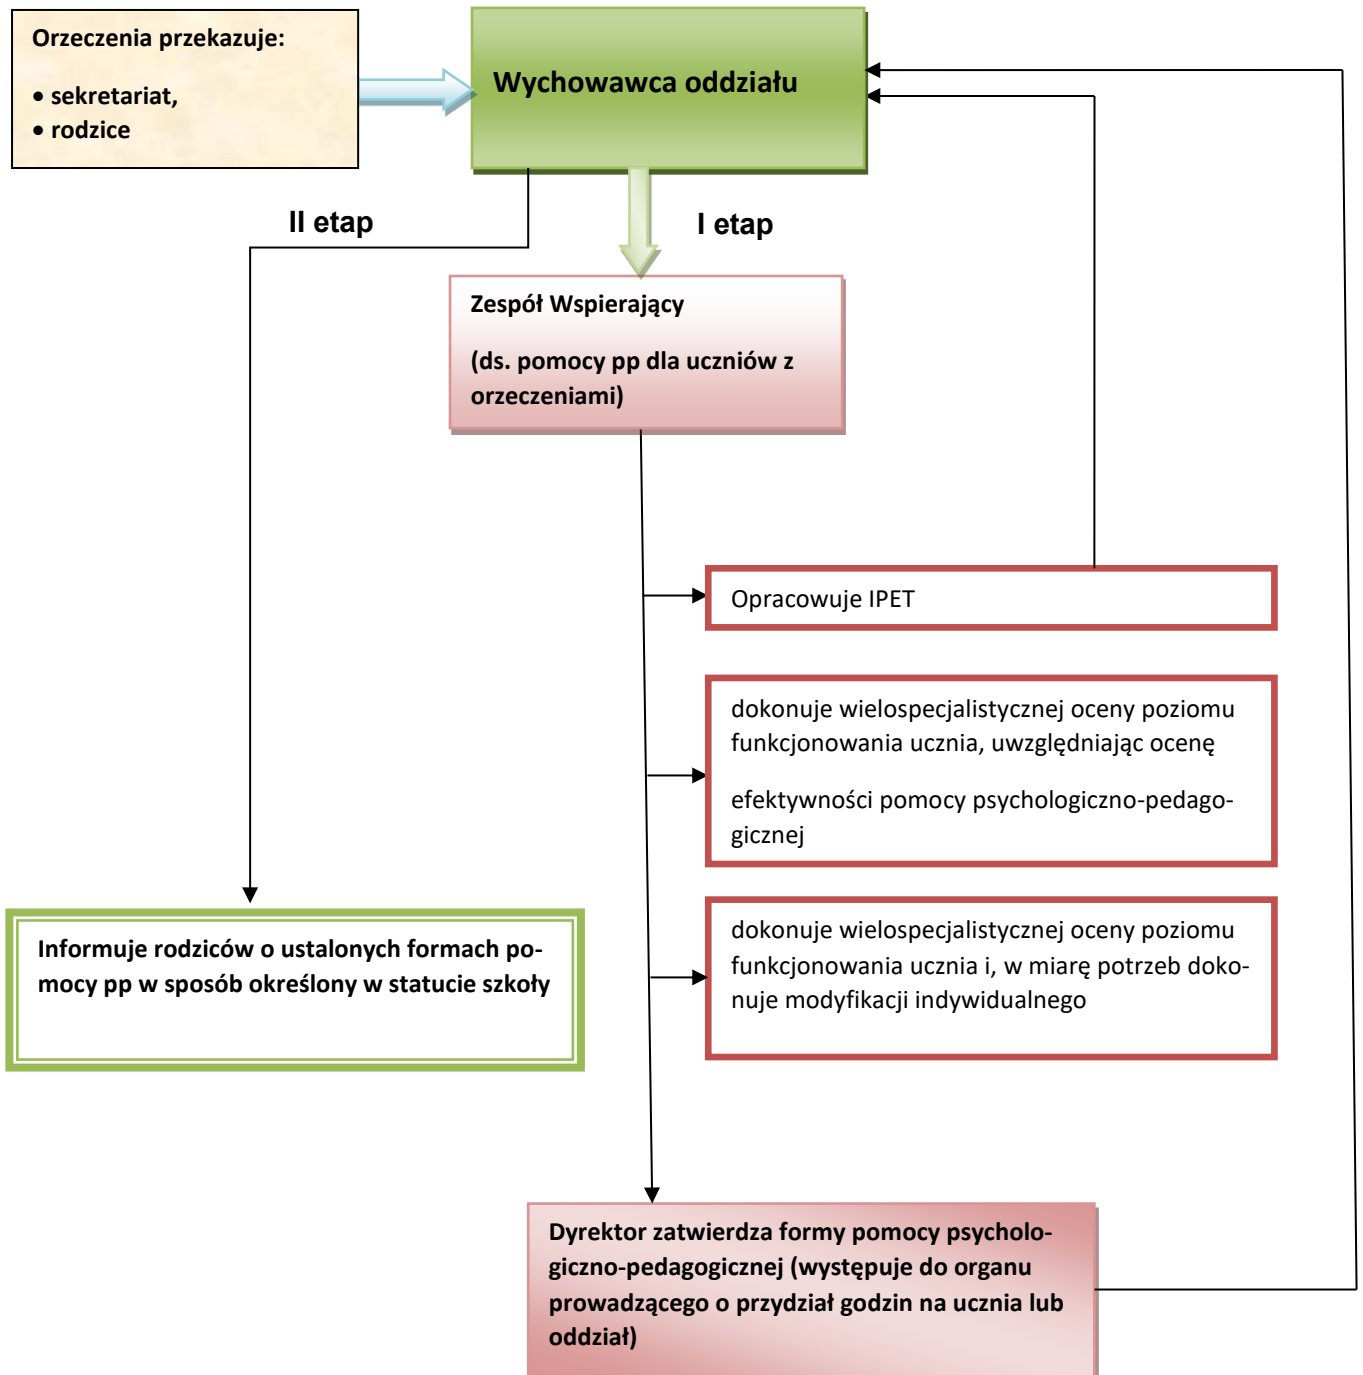 Orzeczenia przekazuje:
• sekretariat,
• rodzice
Wychowawca oddziału
II etap
I etap
Zespół Wspierający
(ds. pomocy pp dla uczniów z
orzeczeniami)
Opracowuje IPET
dokonuje wielospecjalistycznej oceny poziomu
funkcjonowania ucznia, uwzględniając ocenę
efektywności pomocy psychologiczno-pedago-
gicznej
dokonuje wielospecjalistycznej oceny poziomu
funkcjonowania ucznia i, w miarę potrzeb doko-
nuje modyfikacji indywidualnego
Informuje rodziców o ustalonych formach po-
mocy pp w sposób określony w statucie szkoły
Dyrektor zatwierdza formy pomocy psycholo-
giczno-pedagogicznej (występuje do organu
prowadzącego o przydział godzin na ucznia lub
oddział)